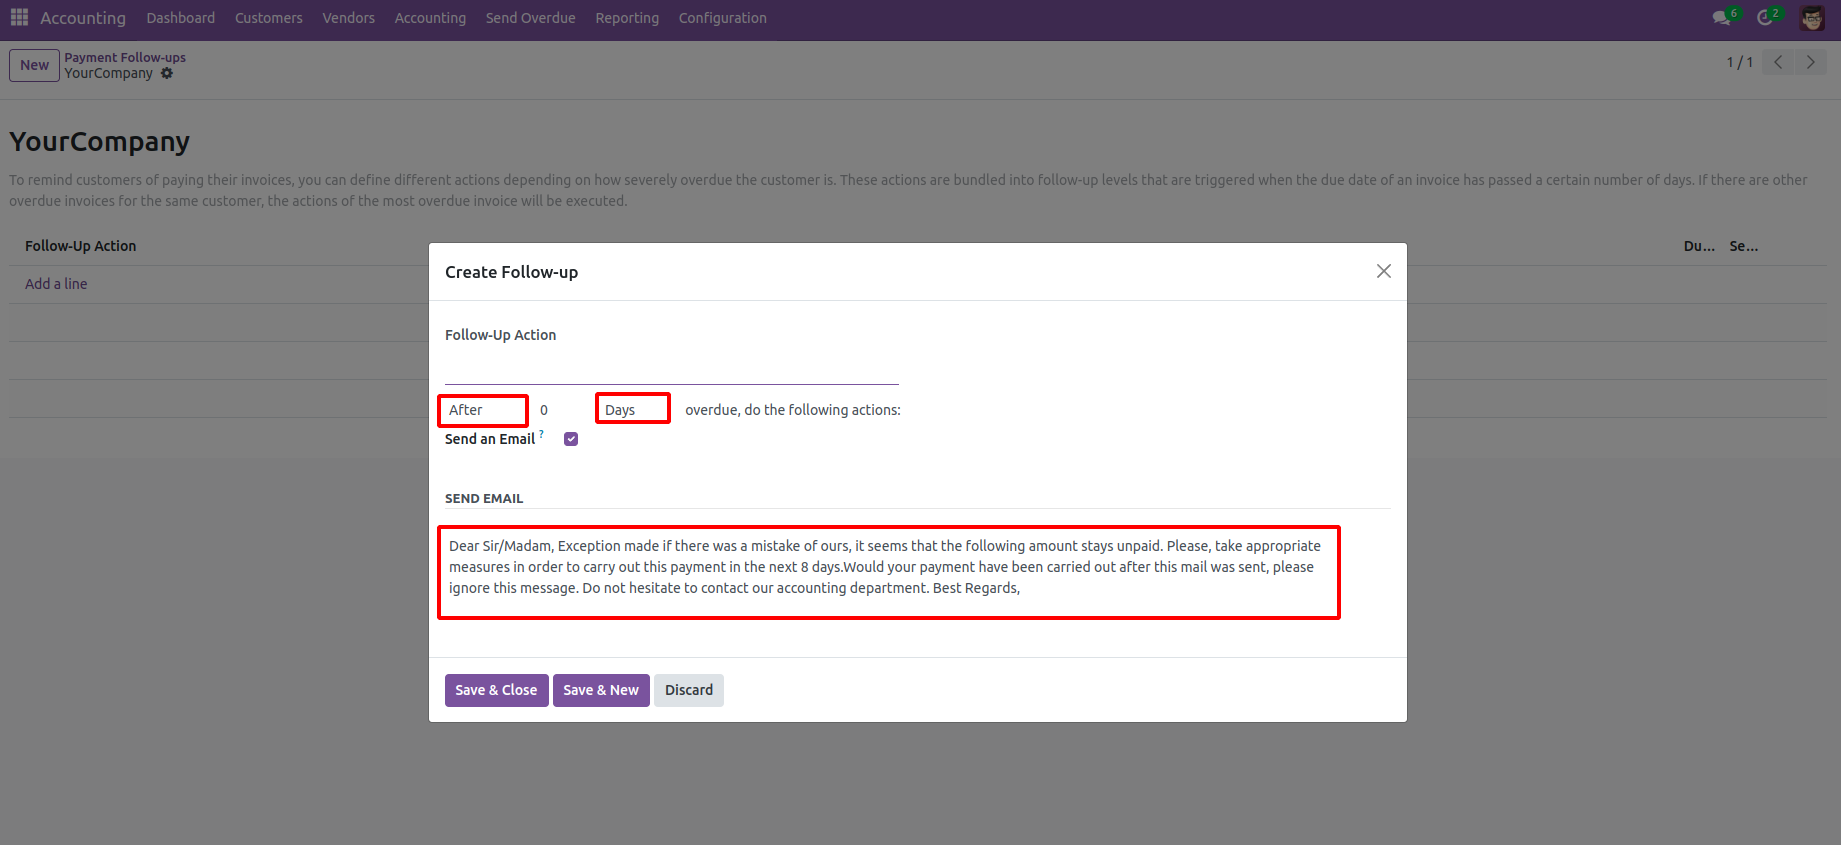 Accounting Dashboard Customers Vendors Accounting Send Overdue Reporting Configuration 6 2
New Payment Follow-ups
YourCompany
1 / 1
YourCompany
To remind customers of paying their invoices, you can define different actions depending on how severely overdue the customer is. These actions are bundled into follow-up levels that are triggered when the due date of an invoice has passed a certain number of days. If there are other
overdue invoices for the same customer, the actions of the most overdue invoice will be executed.
Follow-Up Action Du... Se...
Add a line
Create Follow-up
Follow-Up Action
After 0 Days overdue, do the following actions:
Send an Email ?
SEND EMAIL
Dear Sir/Madam, Exception made if there was a mistake of ours, it seems that the following amount stays unpaid. Please, take appropriate
measures in order to carry out this payment in the next 8 days.Would your payment have been carried out after this mail was sent, please
ignore this message. Do not hesitate to contact our accounting department. Best Regards,
Save & Close Save & New Discard